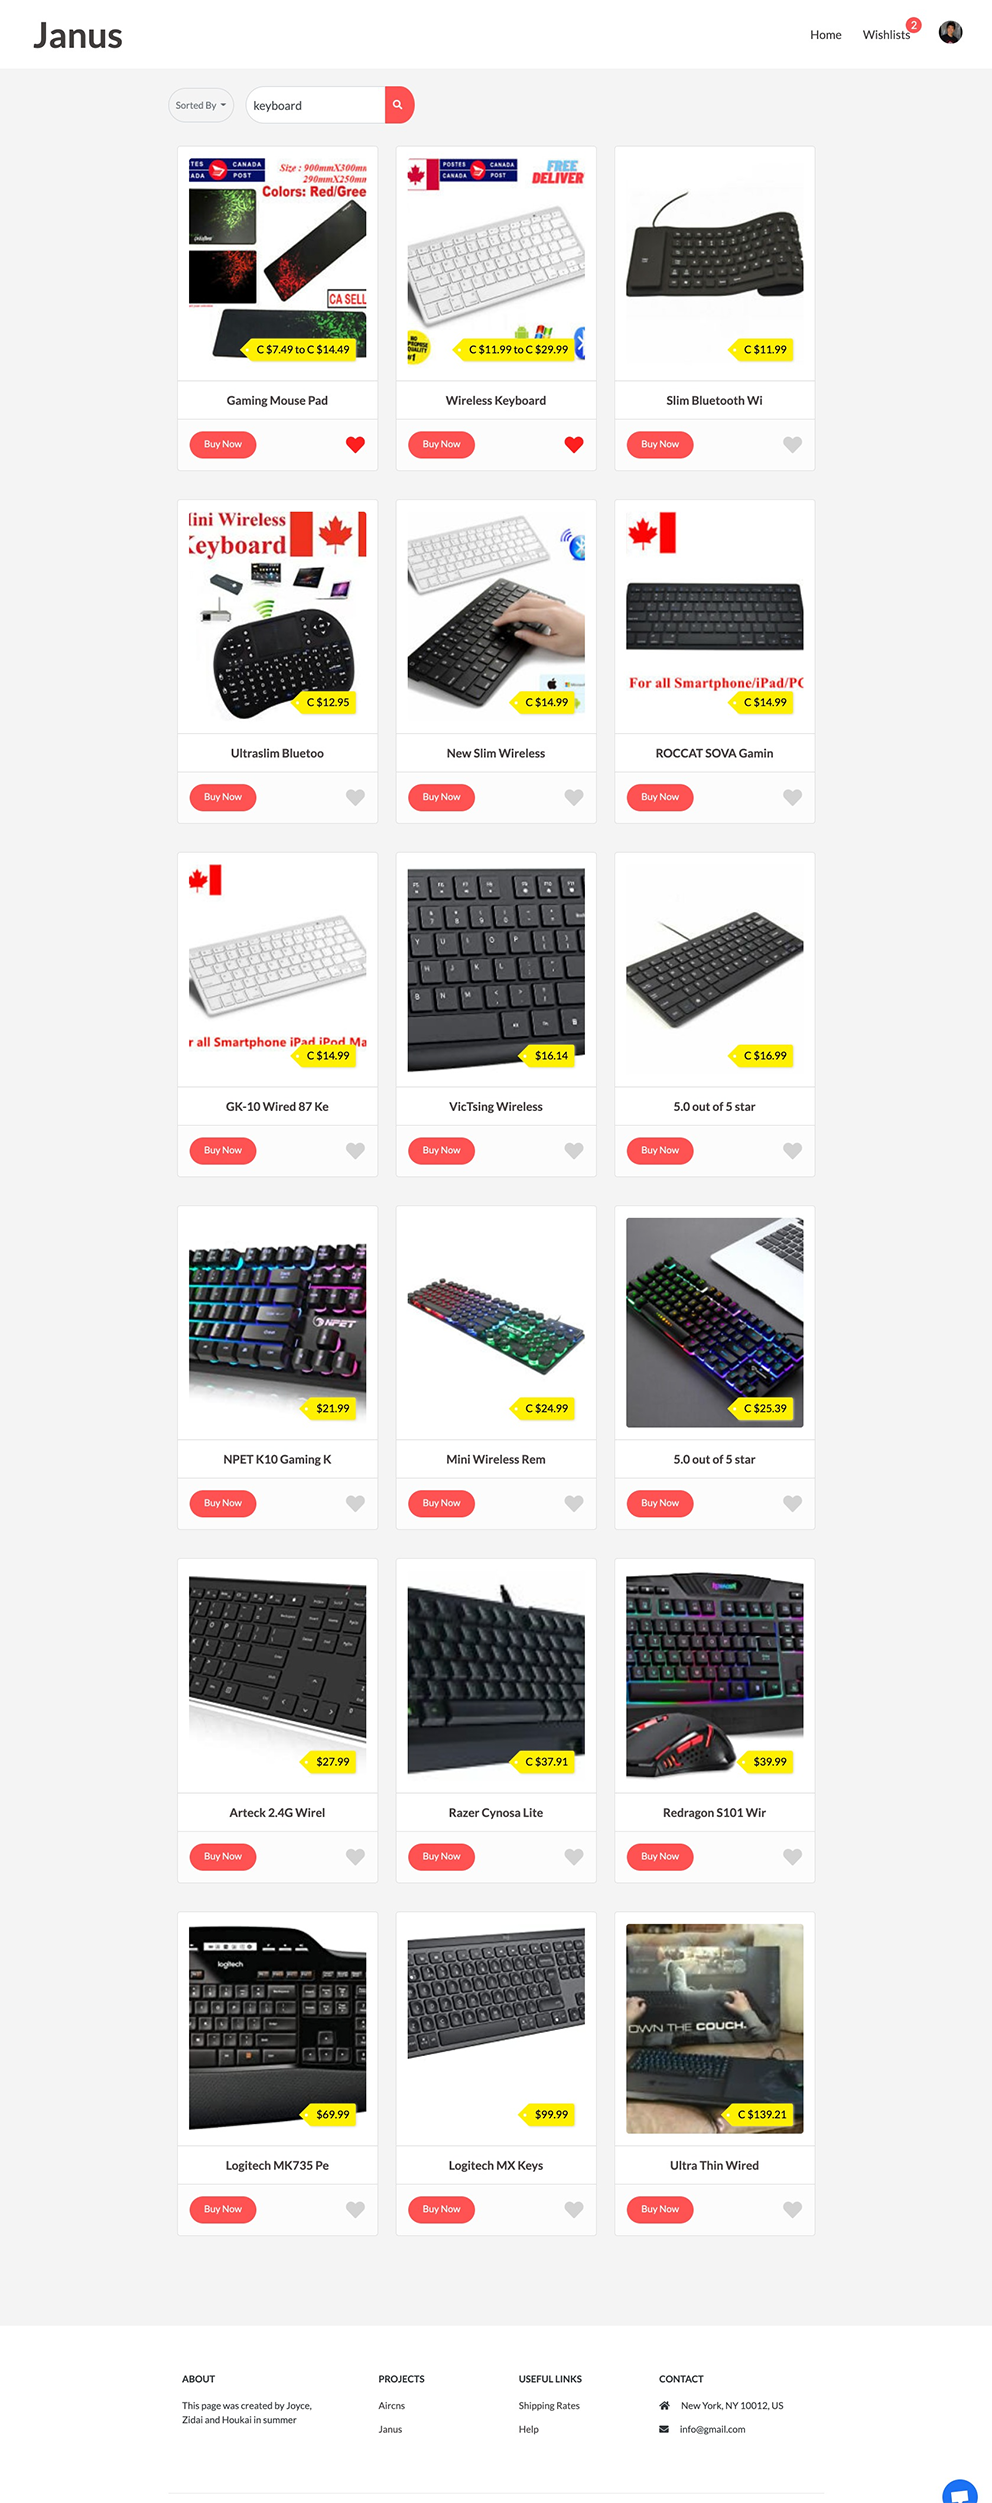 Janus
Home
Wishlists
2
Sorted By
keyboard
CANADA
POST
Size : 900mmX300mm
290mmX250mm
Colors: Red/Gree
CA SELL
C $7.49 to C $14.49
POSTES
CANADA
CANADA
POST
FREE
DELIVER
NO
PROMISE
QUALITY
#1
C $11.99 to C $29.99
C $11.99
Gaming Mouse Pad
Wireless Keyboard
Slim Bluetooth Wi
Buy Now
Buy Now
Buy Now
ini Wireless
Keyboard
C $12.95
C $14.99
For all Smartphone/iPad/PC
C $14.99
Ultraslim Bluetoo
New Slim Wireless
ROCCAT SOVA Gamin
Buy Now
Buy Now
Buy Now
r all Smartphone iPad iPod Ma
C $14.99
$16.14
C $16.99
GK-10 Wired 87 Ke
VicTsing Wireless
5.0 out of 5 star
Buy Now
Buy Now
Buy Now
NPET
$21.99
C $24.99
C $25.39
NPET K10 Gaming K
Mini Wireless Rem
5.0 out of 5 star
Buy Now
Buy Now
Buy Now
$27.99
C $37.91
$39.99
Arteck 2.4G Wirel
Razer Cynosa Lite
Redragon S101 Wir
Buy Now
Buy Now
Buy Now
logitech
$69.99
$99.99
OWN THE COUCH.
C $139.21
Logitech MK735 Pe
Logitech MX Keys
Ultra Thin Wired
Buy Now
Buy Now
Buy Now
ABOUT
This page was created by Joyce,
Zidai and Houkai in summer
PROJECTS
Aircns
Janus
USEFUL LINKS
Shipping Rates
Help
CONTACT
New York, NY 10012, US
info@gmail.com